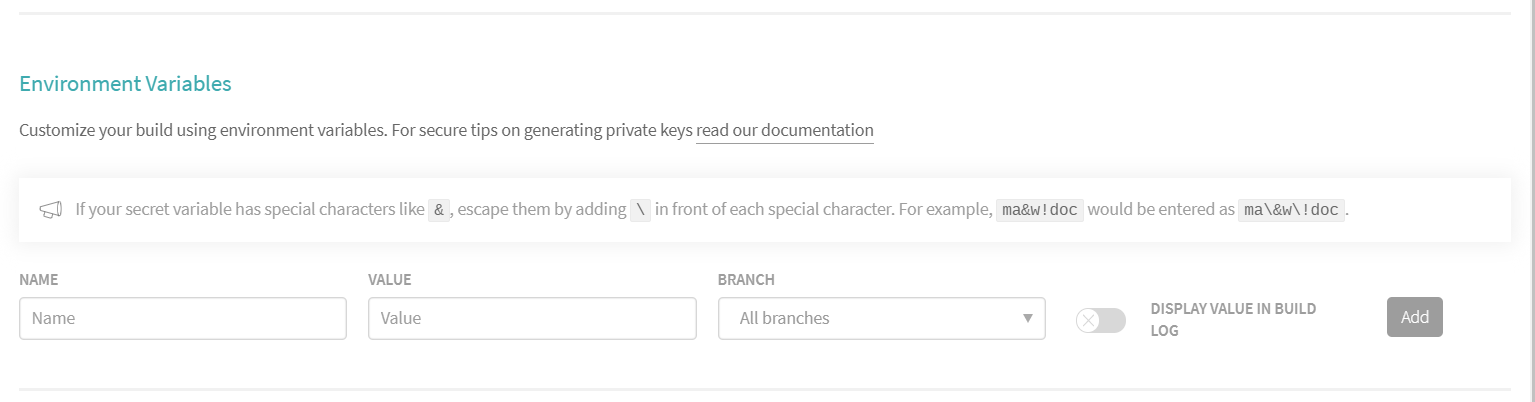 Environment Variables
Customize your build using environment variables. For secure tips on generating private keys read our documentation
If your secret variable has special characters like & , escape them by adding \ in front of each special character. For example, ma&w!doc would be entered as ma\&w\!doc .
NAME
VALUE
BRANCH
Name
Value
All branches
DISPLAY VALUE IN BUILD
LOG
Add